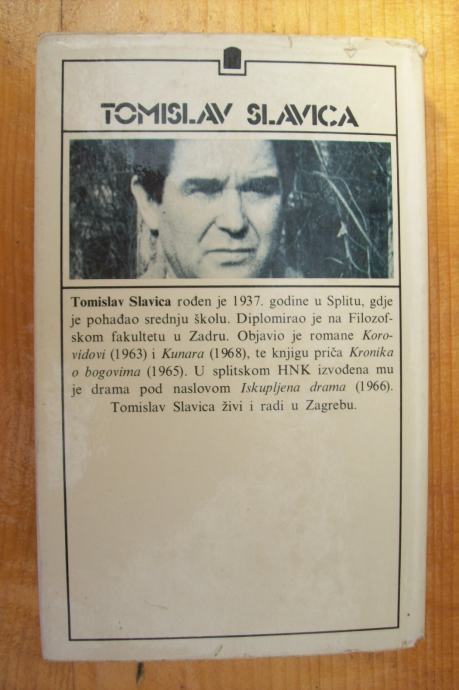 TOMISLAV SLAVICA
Tomislav Slavica rođen je 1937. godine u Splitu, gdje
je pohađao srednju školu. Diplomirao je na Filozof-
skom fakultetu u Zadru. Objavio je romane Koro-
vidovi (1963) i Kunara (1968), te knjigu priča Kronika
o bogovima (1965). U splitskom HNK izvođena mu
je drama pod naslovom Iskupljena drama (1966).
Tomislav Slavica živi i radi u Zagrebu.